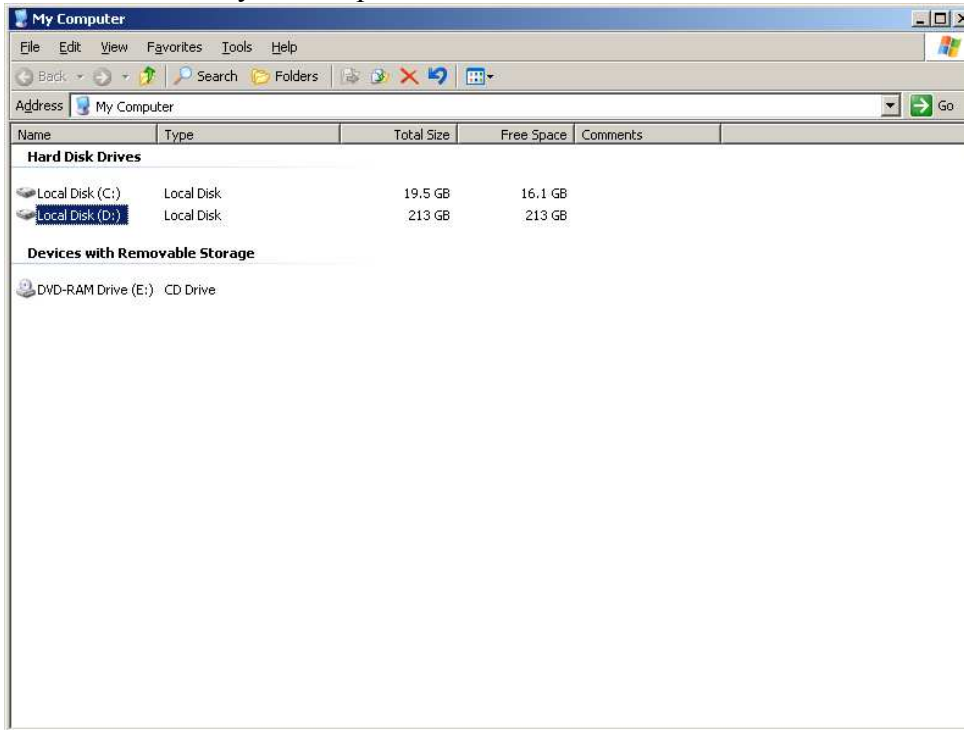 My Computer
File Edit View Favorites Tools Help
Back Search Folders
Address My Computer Go
Name Type Total Size Free Space Comments
Hard Disk Drives
Local Disk (C:) Local Disk 19.5 GB 16.1 GB
Local Disk (D:) Local Disk 213 GB 213 GB
Devices with Removable Storage
DVD-RAM Drive (E:) CD Drive